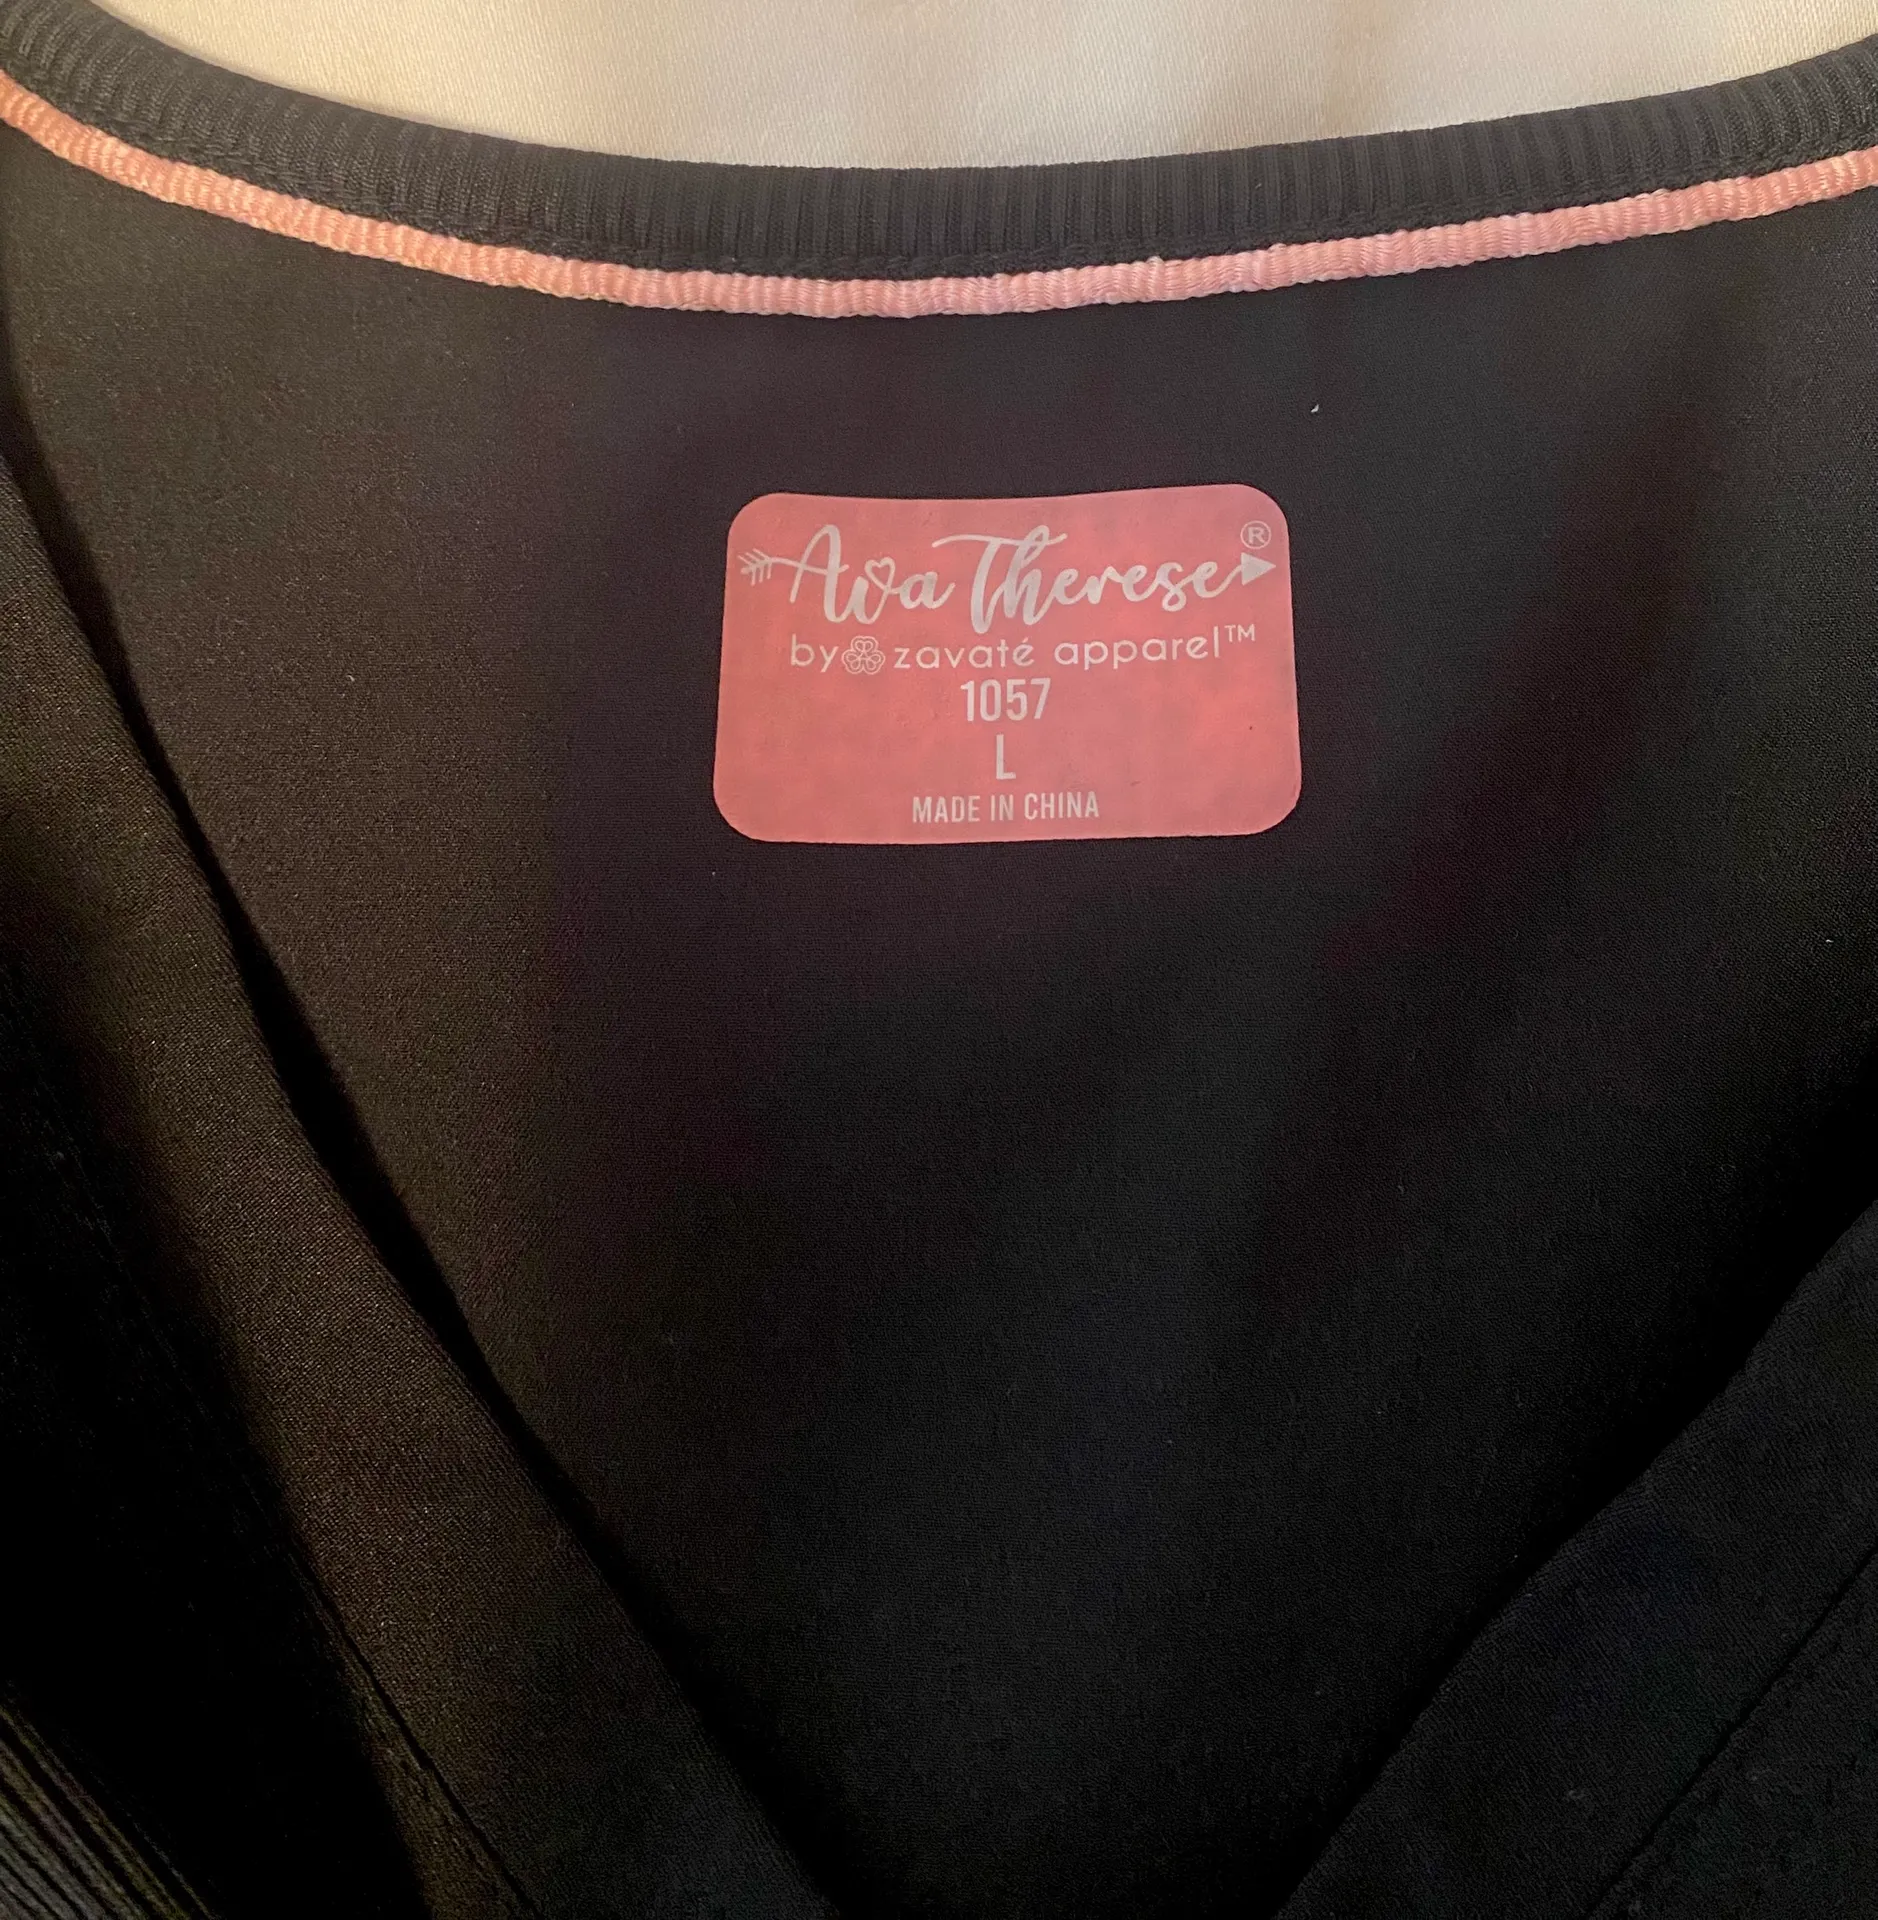 Ava Therese®
by zavaté apparel™
1057
L
MADE IN CHINA